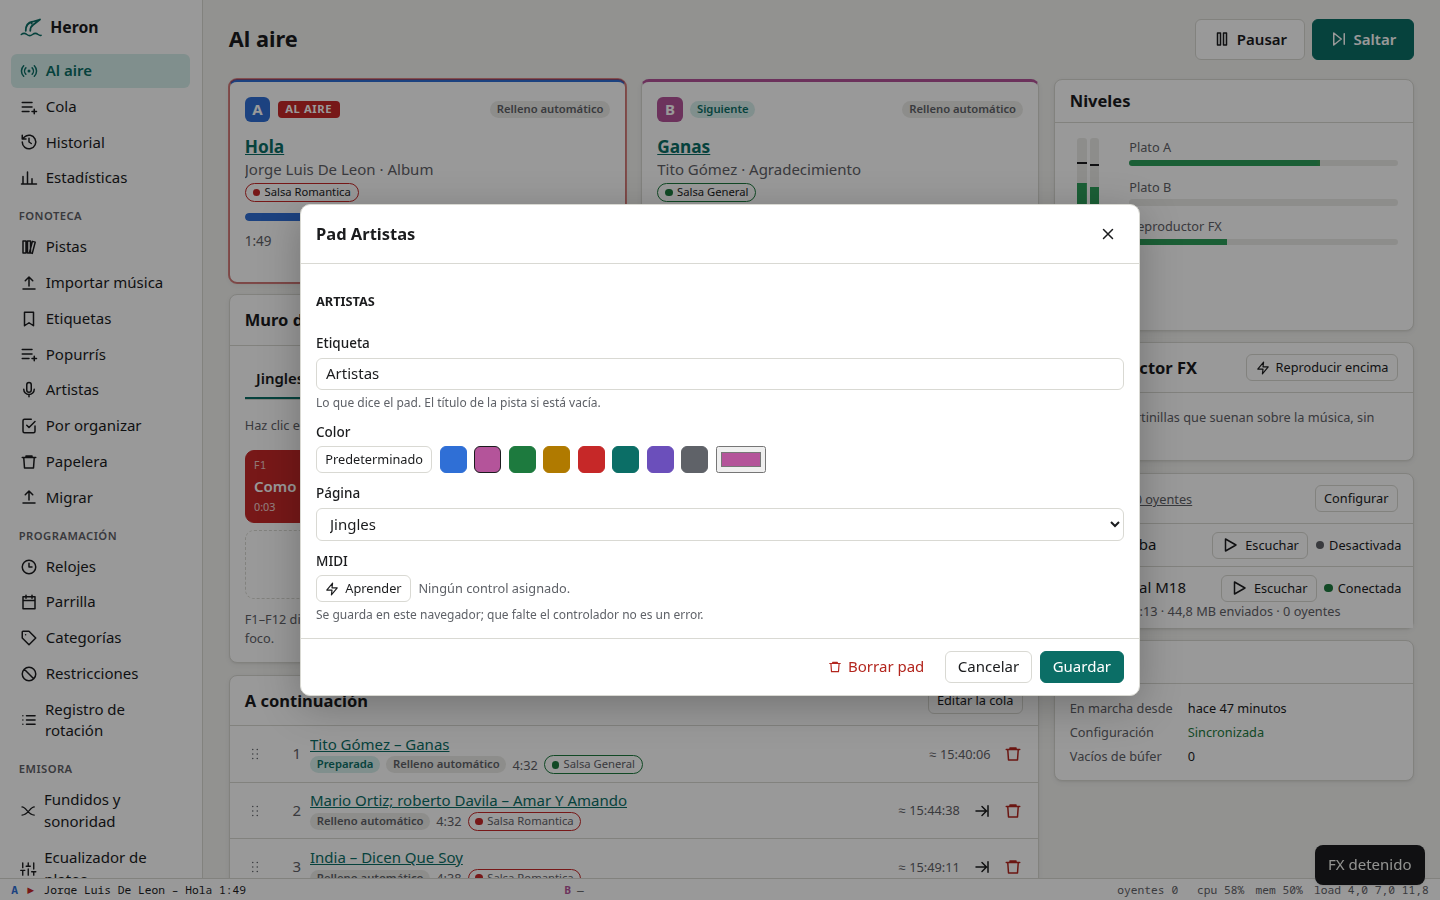 Heron
Al aire
Cola
Historial
Estadísticas
FONOTECA
Pistas
Importar música
Etiquetas
Popurrís
Artistas
Por organizar
Papelera
Migrar
PROGRAMACIÓN
Relojes
Parrilla
Categorías
Restricciones
Registro de
rotación
EMISORA
Fundidos y
sonoridad
Ecualizador de
Al aire
Pausar
Saltar
A
AL AIRE
Relleno automático
Hola
Jorge Luis De Leon · Album
Salsa Romantica
1:49
B
Siguiente
Relleno automático
Ganas
Tito Gómez · Agradecimiento
Salsa General
Niveles
Plato A
Plato B
Muro d
Jingles
Haz clic e
F1
Como
0:03
F1–F12 di
foco.
Pad Artistas
ARTISTAS
Etiqueta
Artistas
Lo que dice el pad. El título de la pista si está vacía.
Color
Predeterminado
Página
Jingles
MIDI
Aprender
Ningún control asignado.
Se guarda en este navegador; que falte el controlador no es un error.
Borrar pad
Cancelar
Guardar
eproductor FX
ctor FX
Reproducir encima
rtinillas que suenan sobre la música, sin
0 oyentes
Configurar
ba
Escuchar
Desactivada
al M18
Escuchar
Conectada
:13 · 44,8 MB enviados · 0 oyentes
En marcha desde
hace 47 minutos
Configuración
Sincronizada
Vacíos de búfer
0
A continuación
Editar la cola
1
Tito Gómez – Ganas
Preparada
Relleno automático
4:32
Salsa General
≈ 15:40:06
2
Mario Ortiz; roberto Davila – Amar Y Amando
Relleno automático
4:32
Salsa Romantica
≈ 15:44:38
3
India – Dicen Que Soy
Relleno automático
4:38
Salsa Romantica
≈ 15:49:11
FX detenido
A ▶ Jorge Luis De Leon – Hola 1:49
B —
oyentes 0 cpu 58% mem 50% load 4,0 7,0 11,8